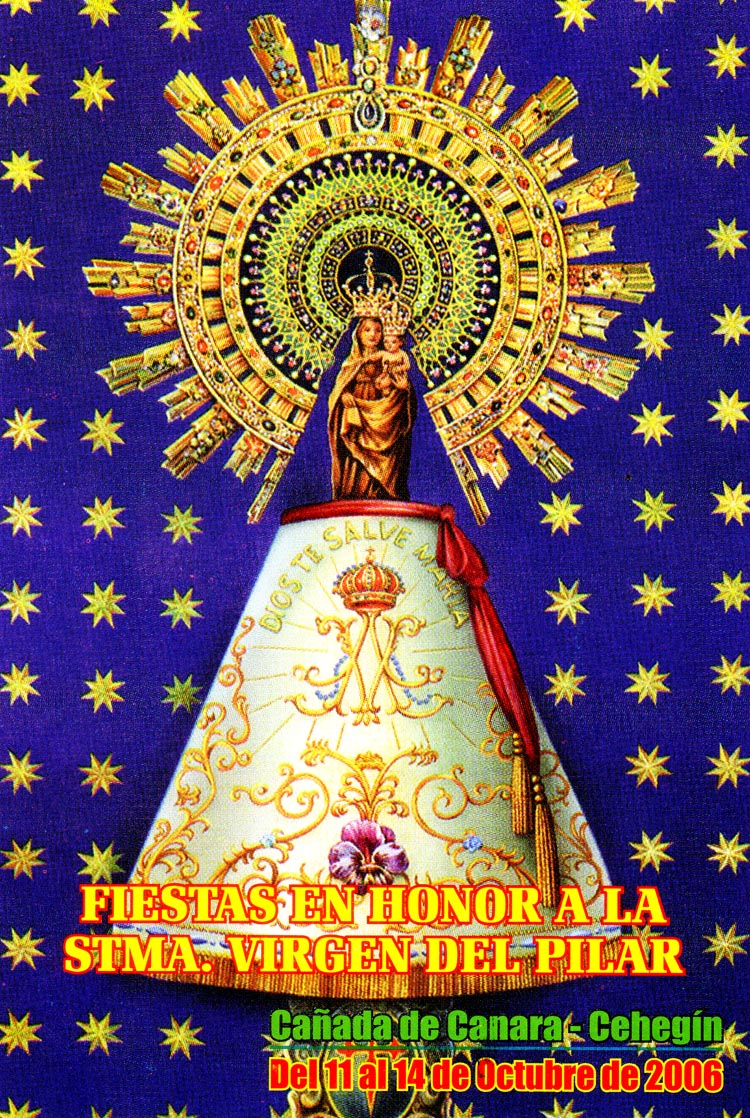 DIOS TE SALVE MARIA
FIESTAS EN HONOR A LA
STMA. VIRGEN DEL PILAR
Cañada de Canara - Cehegín
Del 11 al 14 de Octubre de 2006